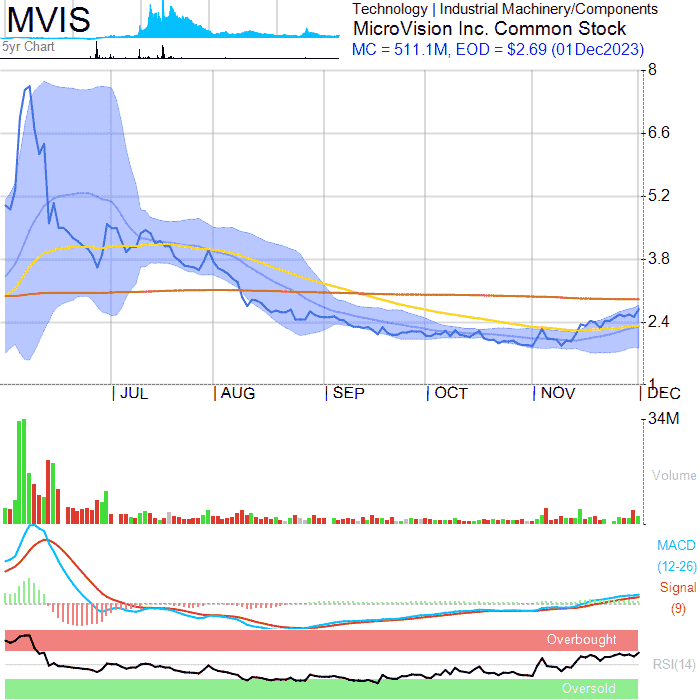 MVIS
5yr Chart
Technology | Industrial Machinery/Components
MicroVision Inc. Common Stock
MC = 511.1M, EOD = $2.69 (01Dec2023)
8
6.6
5.2
3.8
2.4
1
JUL
AUG
SEP
OCT
NOV
DEC
34M
Volume
MACD
(12-26)
Signal
(9)
Overbought
RSI(14)
Oversold